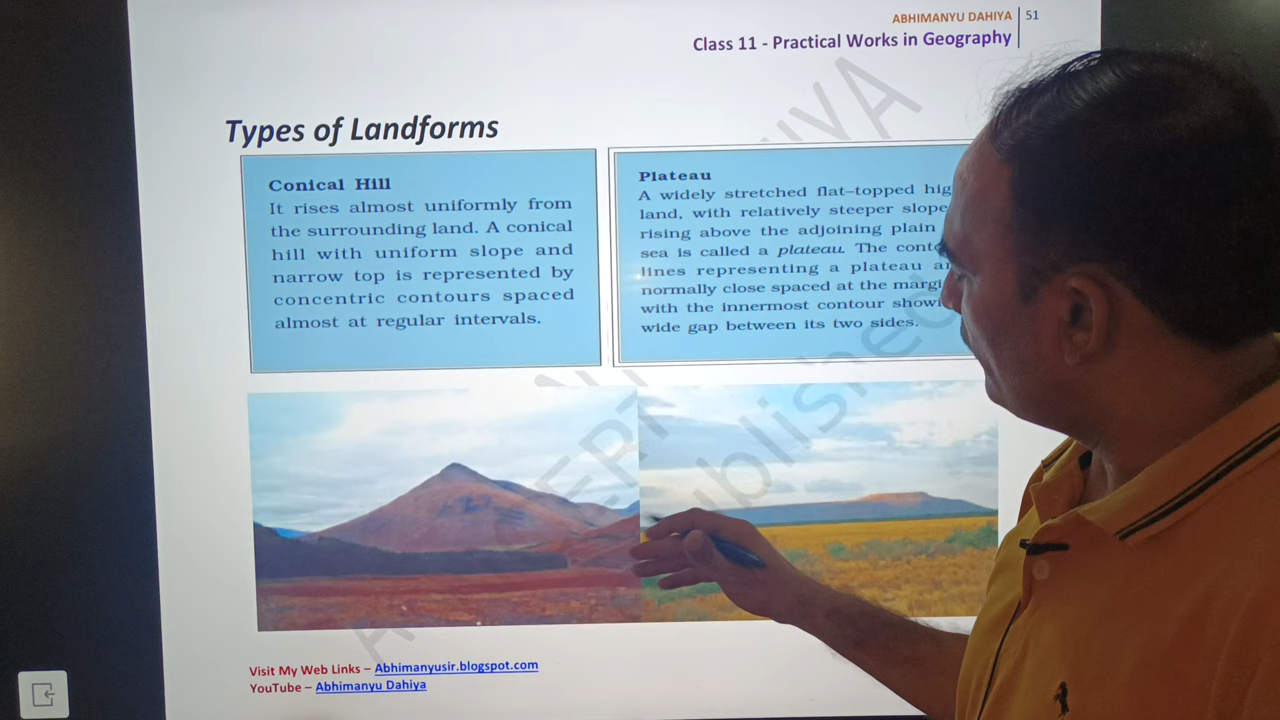 ABHIMANYU DAHIYA 51
Class 11 - Practical Works in Geography
Types of Landforms
Conical Hill
It rises almost uniformly from
the surrounding land. A conical
hill with uniform slope and
narrow top is represented by
concentric contours spaced
almost at regular intervals.
Plateau
A widely stretched flat–topped
land, with relatively steeper
rising above the adjoining plain
sea is called a plateau. The
lines representing a plateau
normally close spaced at the
with the innermost contour
wide gap between its two sides.
Visit My Web Links – Abhimanyusir.blogspot.com
YouTube – Abhimanyu Dahiya